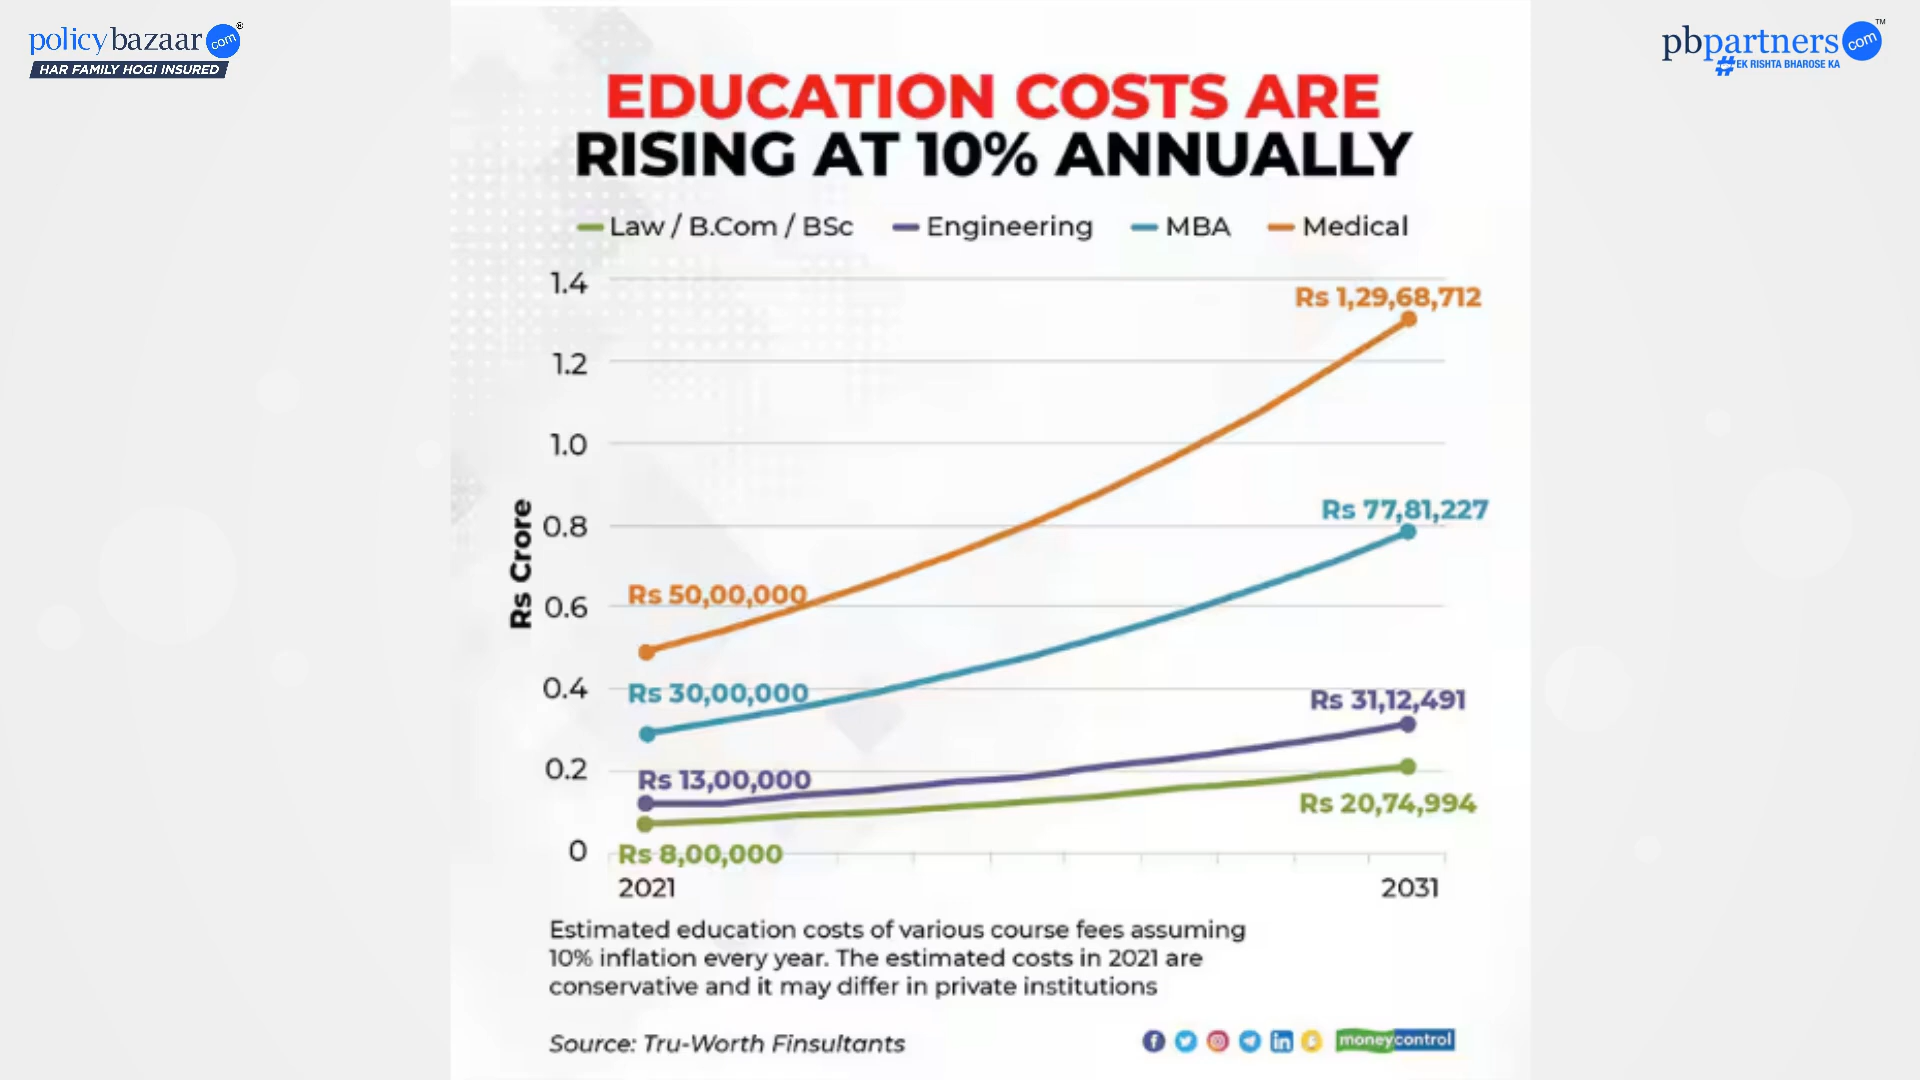 policybazaar.com®
HAR FAMILY HOGI INSURED
pbpartners.com™
#EK RISHTA BHAROSE KA
EDUCATION COSTS ARE
RISING AT 10% ANNUALLY
Law / B.Com / BSc Engineering MBA Medical
1.4
Rs 1,29,68,712
1.2
1.0
Rs Crore
0.8
Rs 77,81,227
0.6
Rs 50,00,000
0.4
Rs 30,00,000
Rs 31,12,491
0.2
Rs 13,00,000
Rs 20,74,994
0
Rs 8,00,000
2021 2031
Estimated education costs of various course fees assuming
10% inflation every year. The estimated costs in 2021 are
conservative and it may differ in private institutions
Source: Tru-Worth Finsultants
moneycontrol